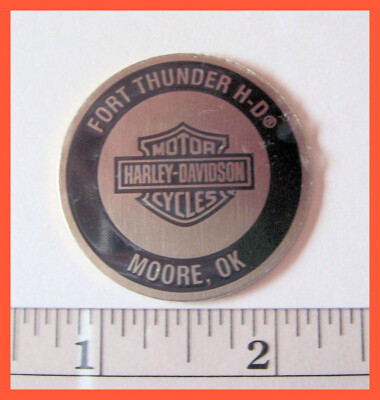 FORT THUNDER H-D®
MOTOR
HARLEY-DAVIDSON
CYCLES
MOORE, OK
1 2